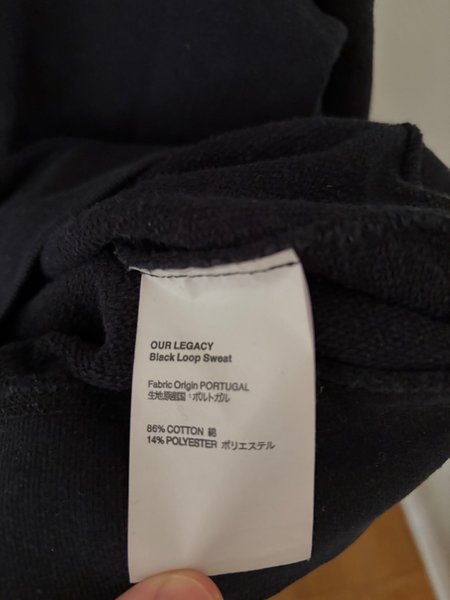 OUR LEGACY
Black Loop Sweat
Fabric Origin PORTUGAL
生地原産国：ポルトガル
86% COTTON 綿
14% POLYESTER ポリエステル